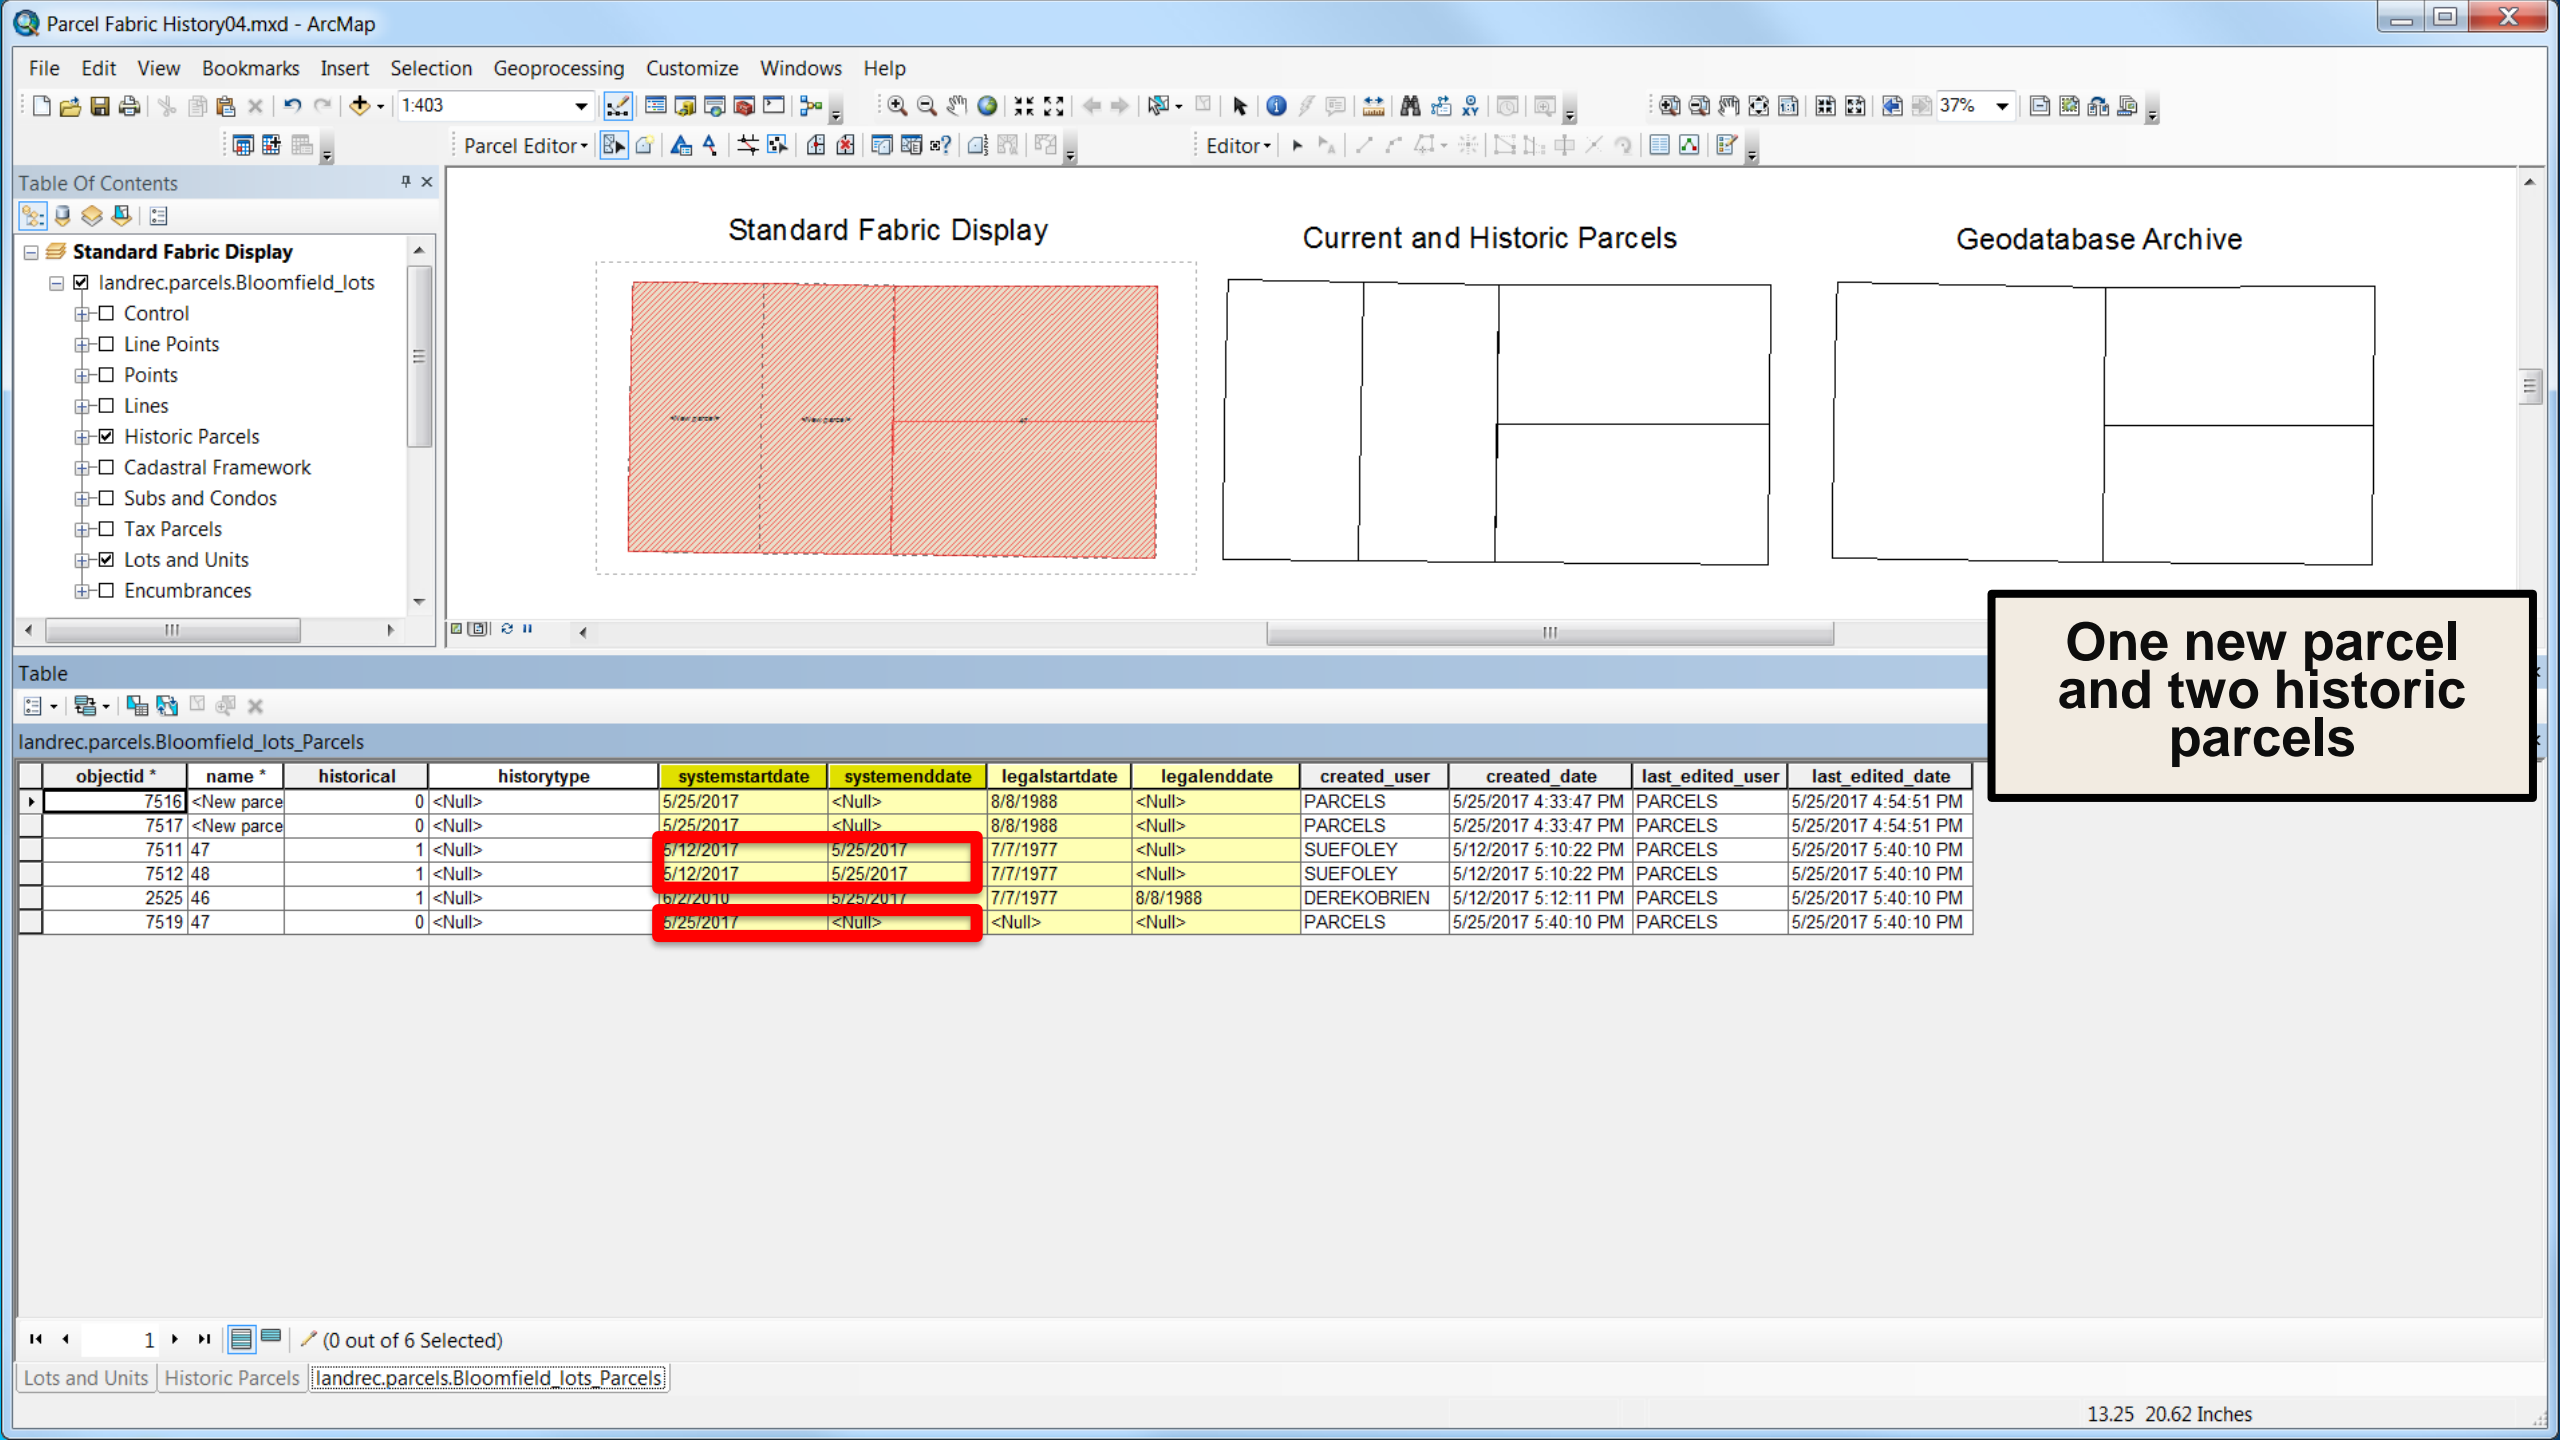 Parcel Fabric History04.mxd - ArcMap
File Edit View Bookmarks Insert Selection Geoprocessing Customize Windows Help
1:403 37%
Parcel Editor Editor
Table Of Contents
Standard Fabric Display
landrec.parcels.Bloomfield_lots
Control
Line Points
Points
Lines
Historic Parcels
Cadastral Framework
Subs and Condos
Tax Parcels
Lots and Units
Encumbrances
Standard Fabric Display
Current and Historic Parcels
Geodatabase Archive
<New parcel> <New parcel> 47
One new parcel
and two historic
parcels
Table
landrec.parcels.Bloomfield_lots_Parcels
objectid * name * historical historytype systemstartdate systemenddate legalstartdate legalenddate created_user created_date last_edited_user last_edited_date
7516 <New parce 0 <Null> 5/25/2017 <Null> 8/8/1988 <Null> PARCELS 5/25/2017 4:33:47 PM PARCELS 5/25/2017 4:54:51 PM
7517 <New parce 0 <Null> 5/25/2017 <Null> 8/8/1988 <Null> PARCELS 5/25/2017 4:33:47 PM PARCELS 5/25/2017 4:54:51 PM
7511 47 1 <Null> 5/12/2017 5/25/2017 7/7/1977 <Null> SUEFOLEY 5/12/2017 5:10:22 PM PARCELS 5/25/2017 5:40:10 PM
7512 48 1 <Null> 5/12/2017 5/25/2017 7/7/1977 <Null> SUEFOLEY 5/12/2017 5:10:22 PM PARCELS 5/25/2017 5:40:10 PM
2525 46 1 <Null> 6/2/2010 5/25/2017 7/7/1977 8/8/1988 DEREKOBRIEN 5/12/2017 5:12:11 PM PARCELS 5/25/2017 5:40:10 PM
7519 47 0 <Null> 5/25/2017 <Null> <Null> <Null> PARCELS 5/25/2017 5:40:10 PM PARCELS 5/25/2017 5:40:10 PM
1 (0 out of 6 Selected)
Lots and Units Historic Parcels landrec.parcels.Bloomfield_lots_Parcels
13.25 20.62 Inches